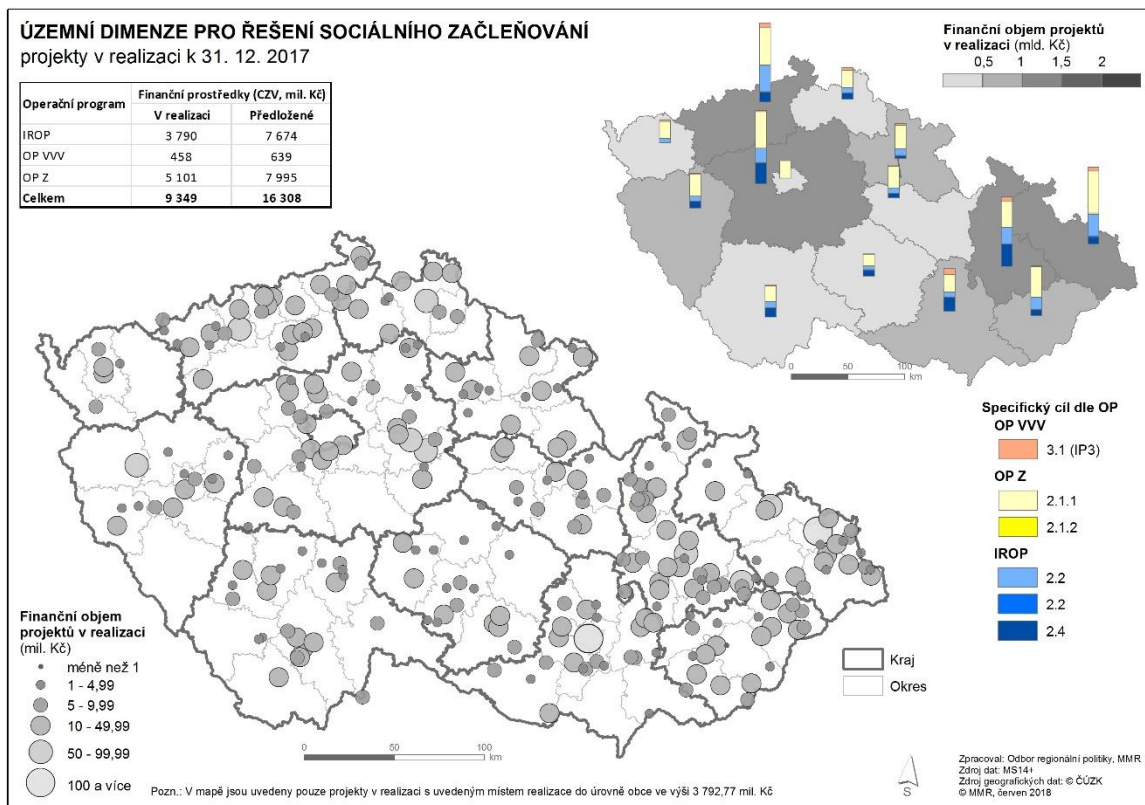 ÚZEMNÍ DIMENZE PRO ŘEŠENÍ SOCIÁLNÍHO ZAČLEŇOVÁNÍ
projekty v realizaci k 31. 12. 2017
Operační program
Finanční prostředky (CZV, mil. Kč)
V realizaci Předložené
IROP 3 790 7 674
OP VVV 458 639
OP Z 5 101 7 995
Celkem 9 349 16 308
Finanční objem projektů
v realizaci (mld. Kč)
0,5 1 1,5 2
0 50 100
km
Specifický cíl dle OP
OP VVV
3.1 (IP3)
OP Z
2.1.1
2.1.2
IROP
2.2
2.2
2.4
Finanční objem
projektů v realizaci
(mil. Kč)
méně než 1
1 - 4,99
5 - 9,99
10 - 49,99
50 - 99,99
100 a více
Kraj
Okres
0 50 100
km
Pozn.: V mapě jsou uvedeny pouze projekty v realizaci s uvedeným místem realizace do úrovně obce ve výši 3 792,77 mil. Kč
S
Zpracoval: Odbor regionální politiky, MMR
Zdroj dat: MS14+
Zdroj geografických dat: © ČÚZK
© MMR, červen 2018